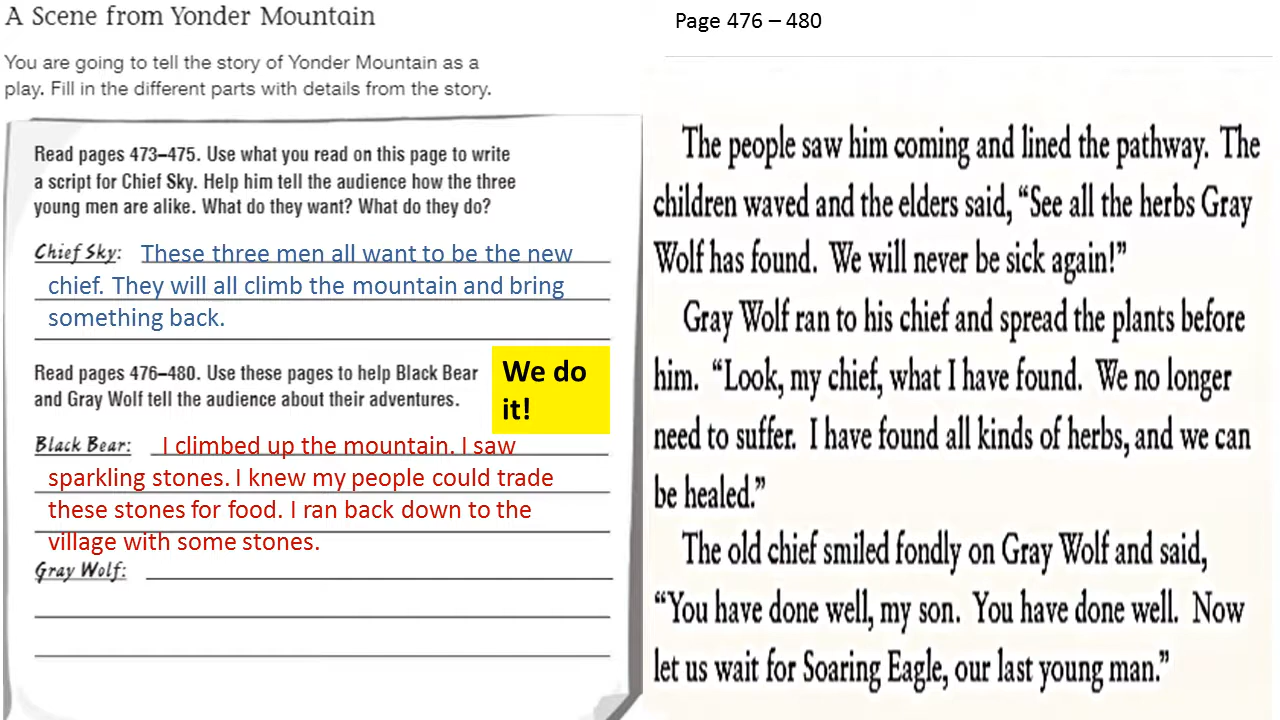 A Scene from Yonder Mountain
You are going to tell the story of Yonder Mountain as a
play. Fill in the different parts with details from the story.
Read pages 473–475. Use what you read on this page to write
a script for Chief Sky. Help him tell the audience how the three
young men are alike. What do they want? What do they do?
Chief Sky: These three men all want to be the new
chief. They will all climb the mountain and bring
something back.
Read pages 476–480. Use these pages to help Black Bear
and Gray Wolf tell the audience about their adventures.
We do
it!
Black Bear: I climbed up the mountain. I saw
sparkling stones. I knew my people could trade
these stones for food. I ran back down to the
village with some stones.
Gray Wolf:
Page 476 – 480
The people saw him coming and lined the pathway. The
children waved and the elders said, “See all the herbs Gray
Wolf has found. We will never be sick again!”
Gray Wolf ran to his chief and spread the plants before
him. “Look, my chief, what I have found. We no longer
need to suffer. I have found all kinds of herbs, and we can
be healed.”
The old chief smiled fondly on Gray Wolf and said,
“You have done well, my son. You have done well. Now
let us wait for Soaring Eagle, our last young man.”